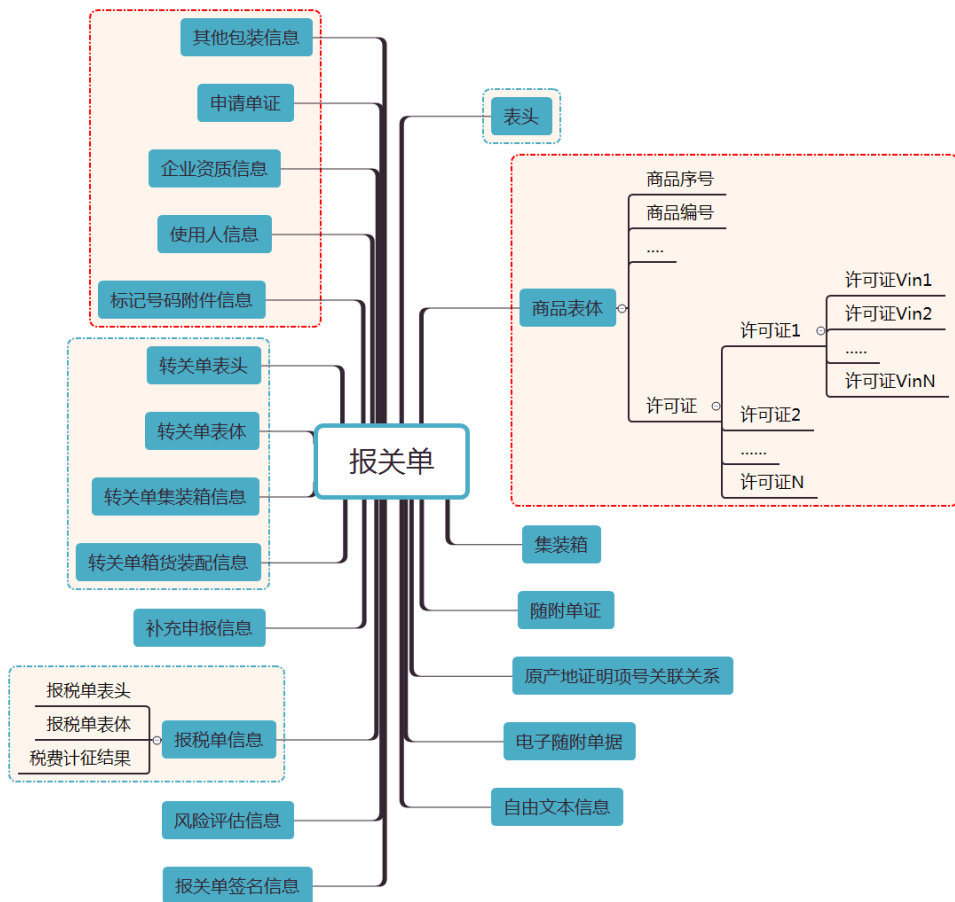 其他包装信息
申请单证
企业资质信息
使用人信息
标记号码附件信息
转关单表头
转关单表体
转关单集装箱信息
转关单箱货装配信息
补充申报信息
报税单表头
报税单表体
税费计征结果
报税单信息
风险评估信息
报关单签名信息
报关单
表头
商品表体
商品序号
商品编号
....
许可证
许可证1
许可证Vin1
许可证Vin2
.....
许可证VinN
许可证2
......
许可证N
集装箱
随附单证
原产地证明项号关联关系
电子随附单据
自由文本信息